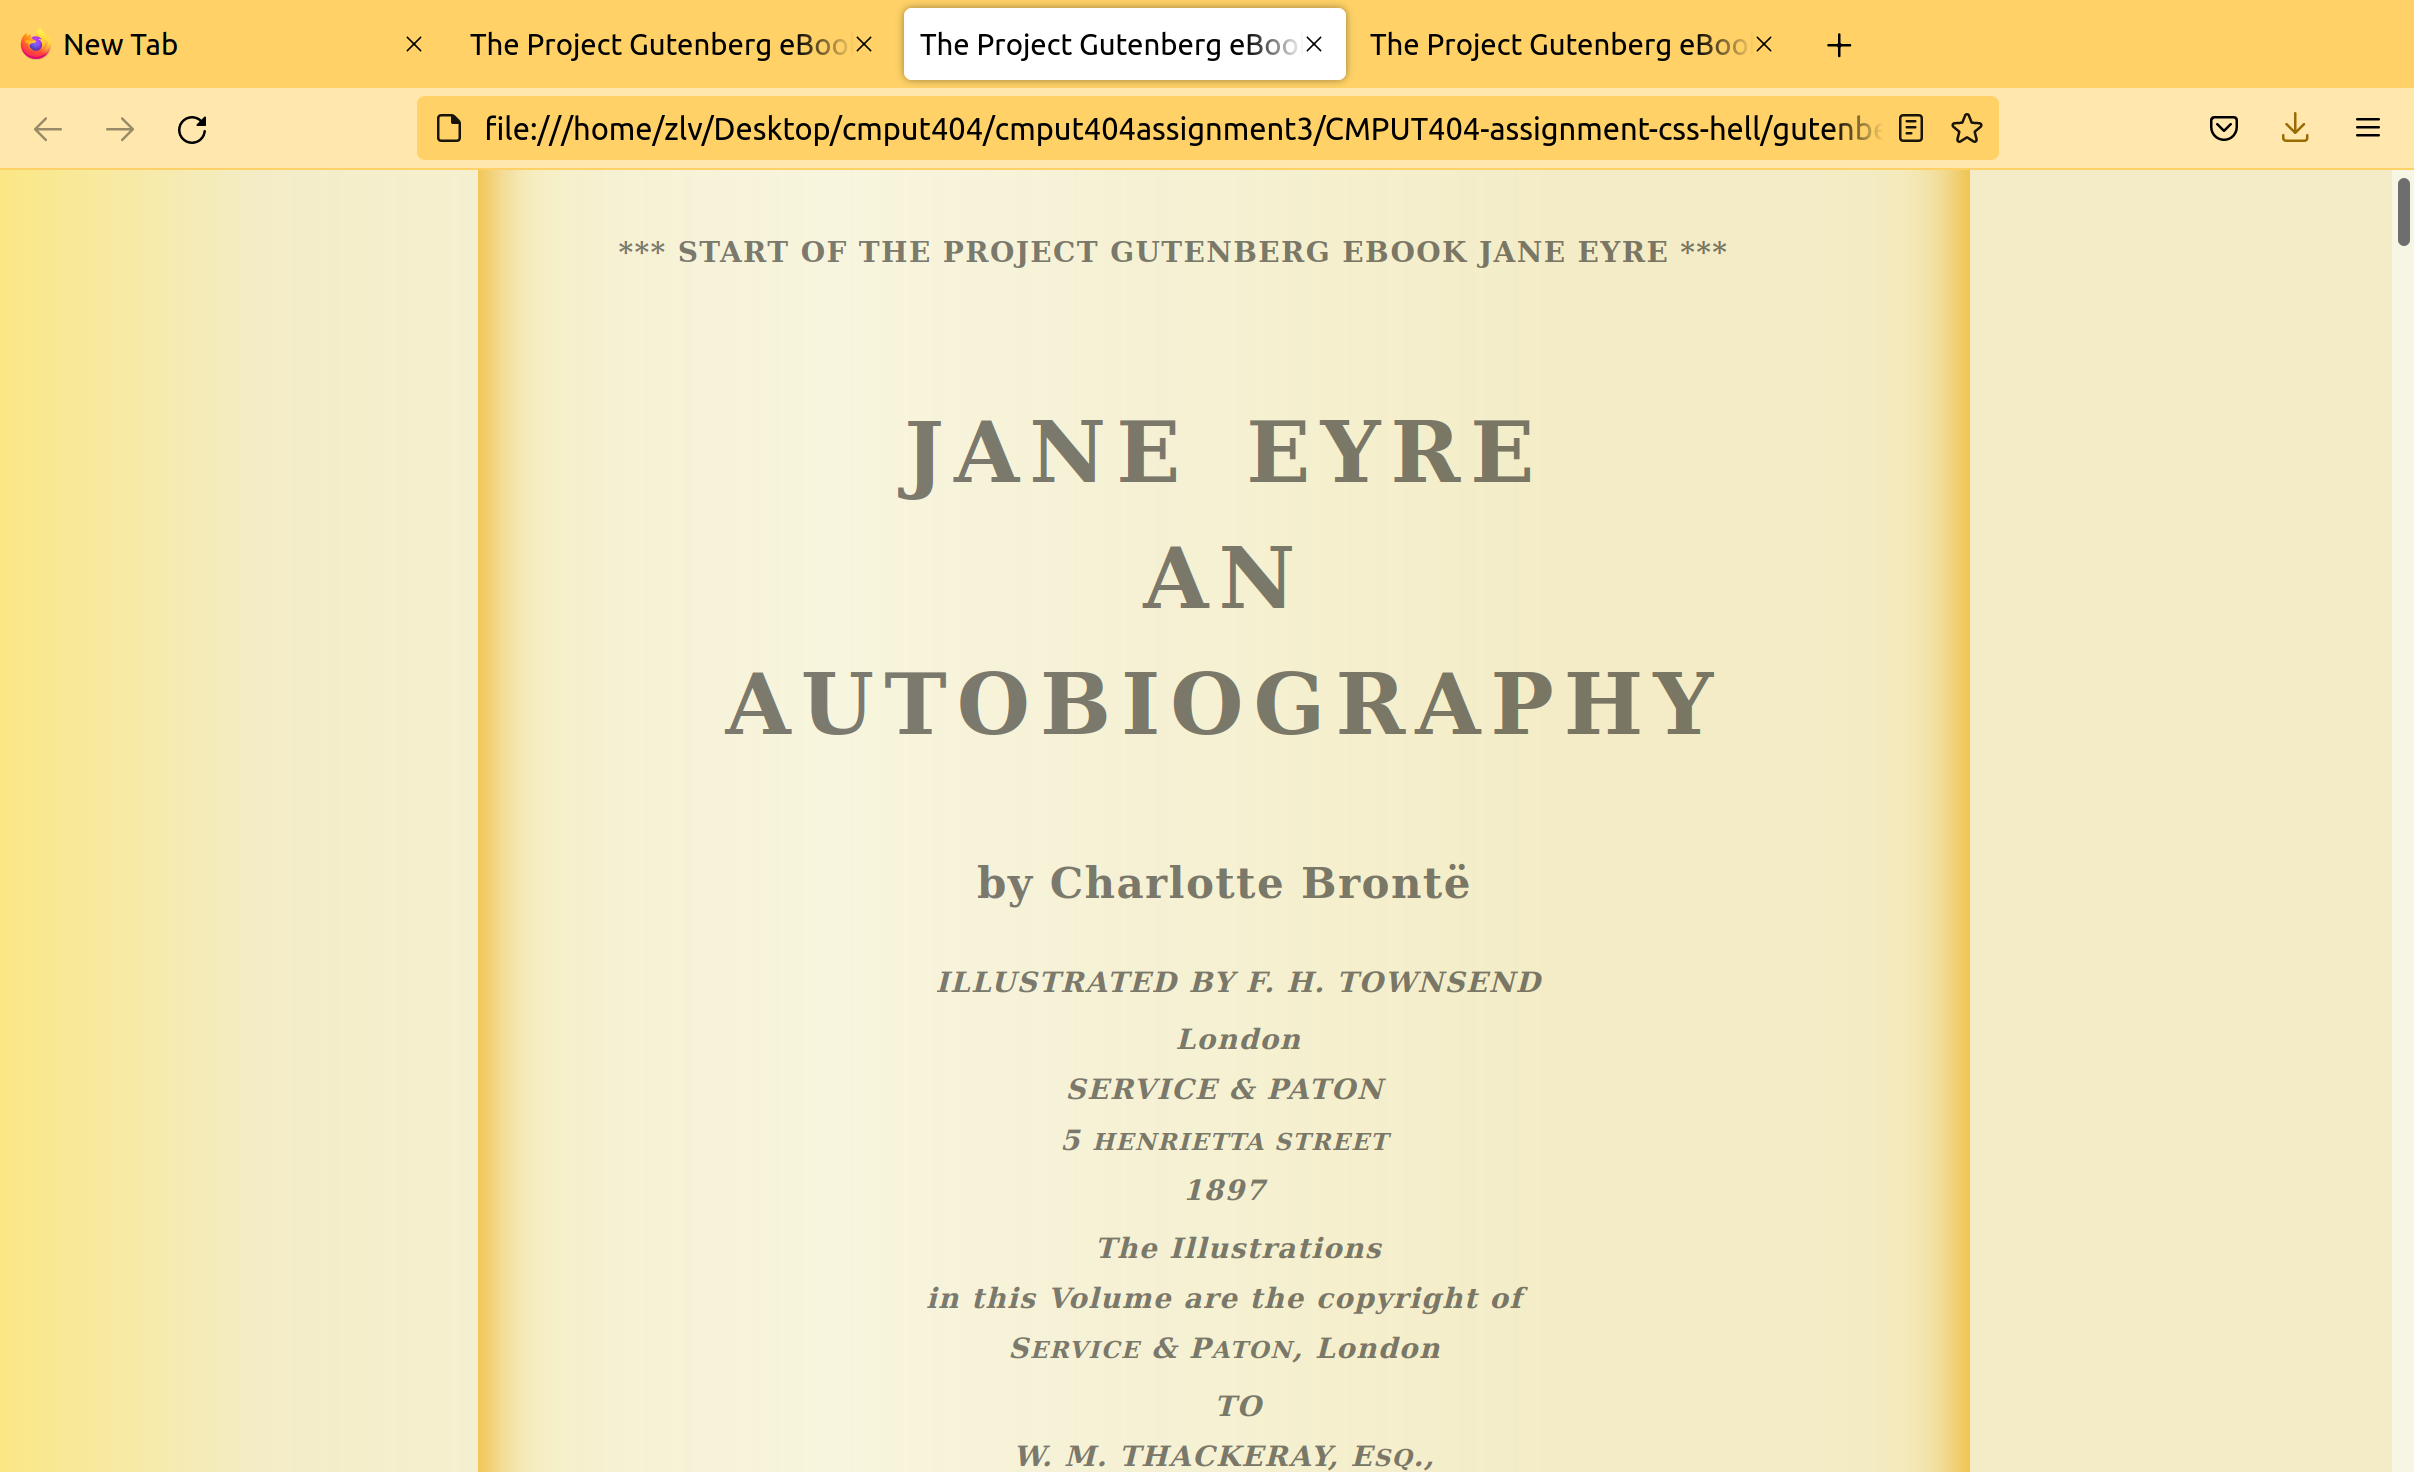 New Tab
The Project Gutenberg eBoo
The Project Gutenberg eBoo
The Project Gutenberg eBoo
file:///home/zlv/Desktop/cmput404/cmput404assignment3/CMPUT404-assignment-css-hell/gutenbe
*** START OF THE PROJECT GUTENBERG EBOOK JANE EYRE ***
JANE EYRE
AN
AUTOBIOGRAPHY
by Charlotte Brontë
ILLUSTRATED BY F. H. TOWNSEND
London
SERVICE & PATON
5 HENRIETTA STREET
1897
The Illustrations
in this Volume are the copyright of
SERVICE & PATON, London
TO
W. M. THACKERAY, ESQ.,